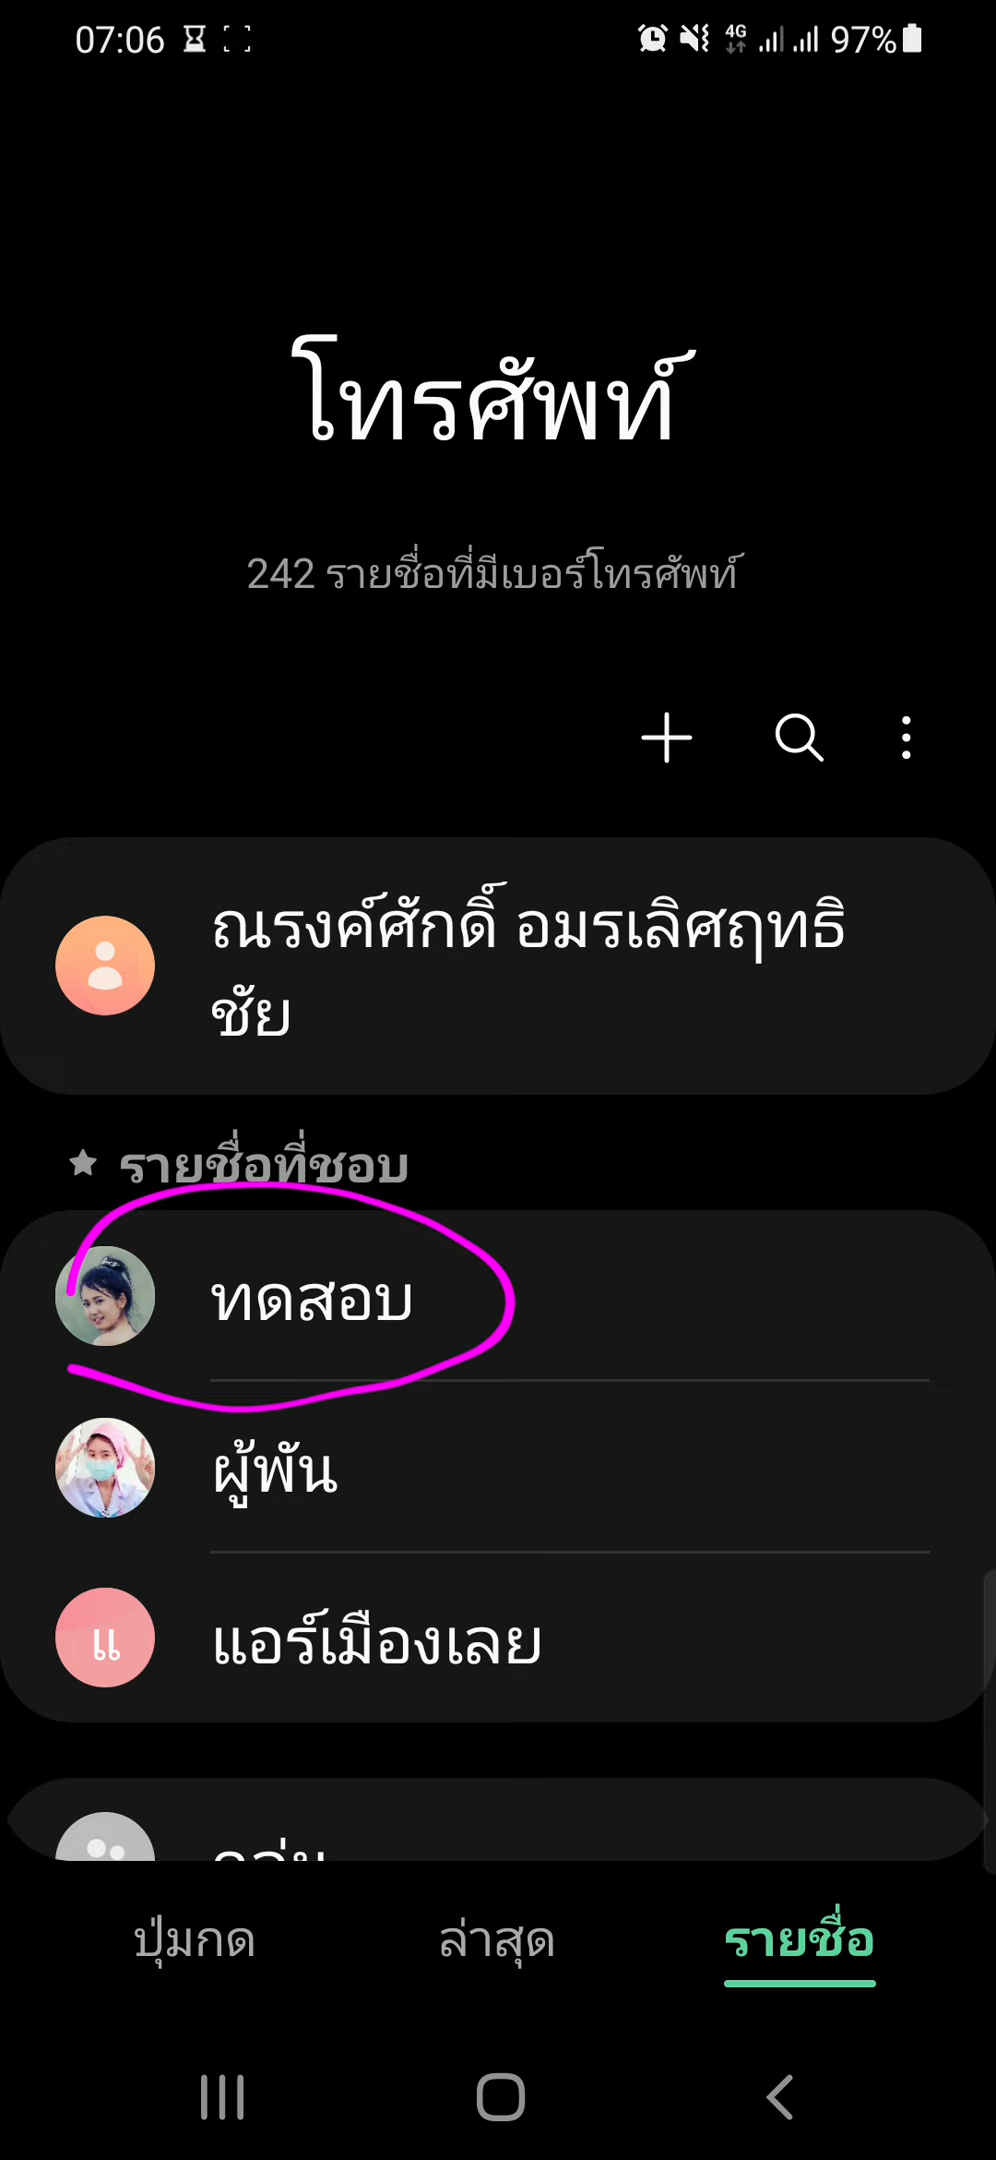 07:06 4G 97%
โทรศัพท์
242 รายชื่อที่มีเบอร์โทรศัพท์
ณรงค์ศักดิ์ อมรเลิศฤทธิ
ชัย
รายชื่อที่ชอบ
ทดสอบ
ผู้พัน
แ แอร์เมืองเลย
ปุ่มกด ล่าสุด รายชื่อ